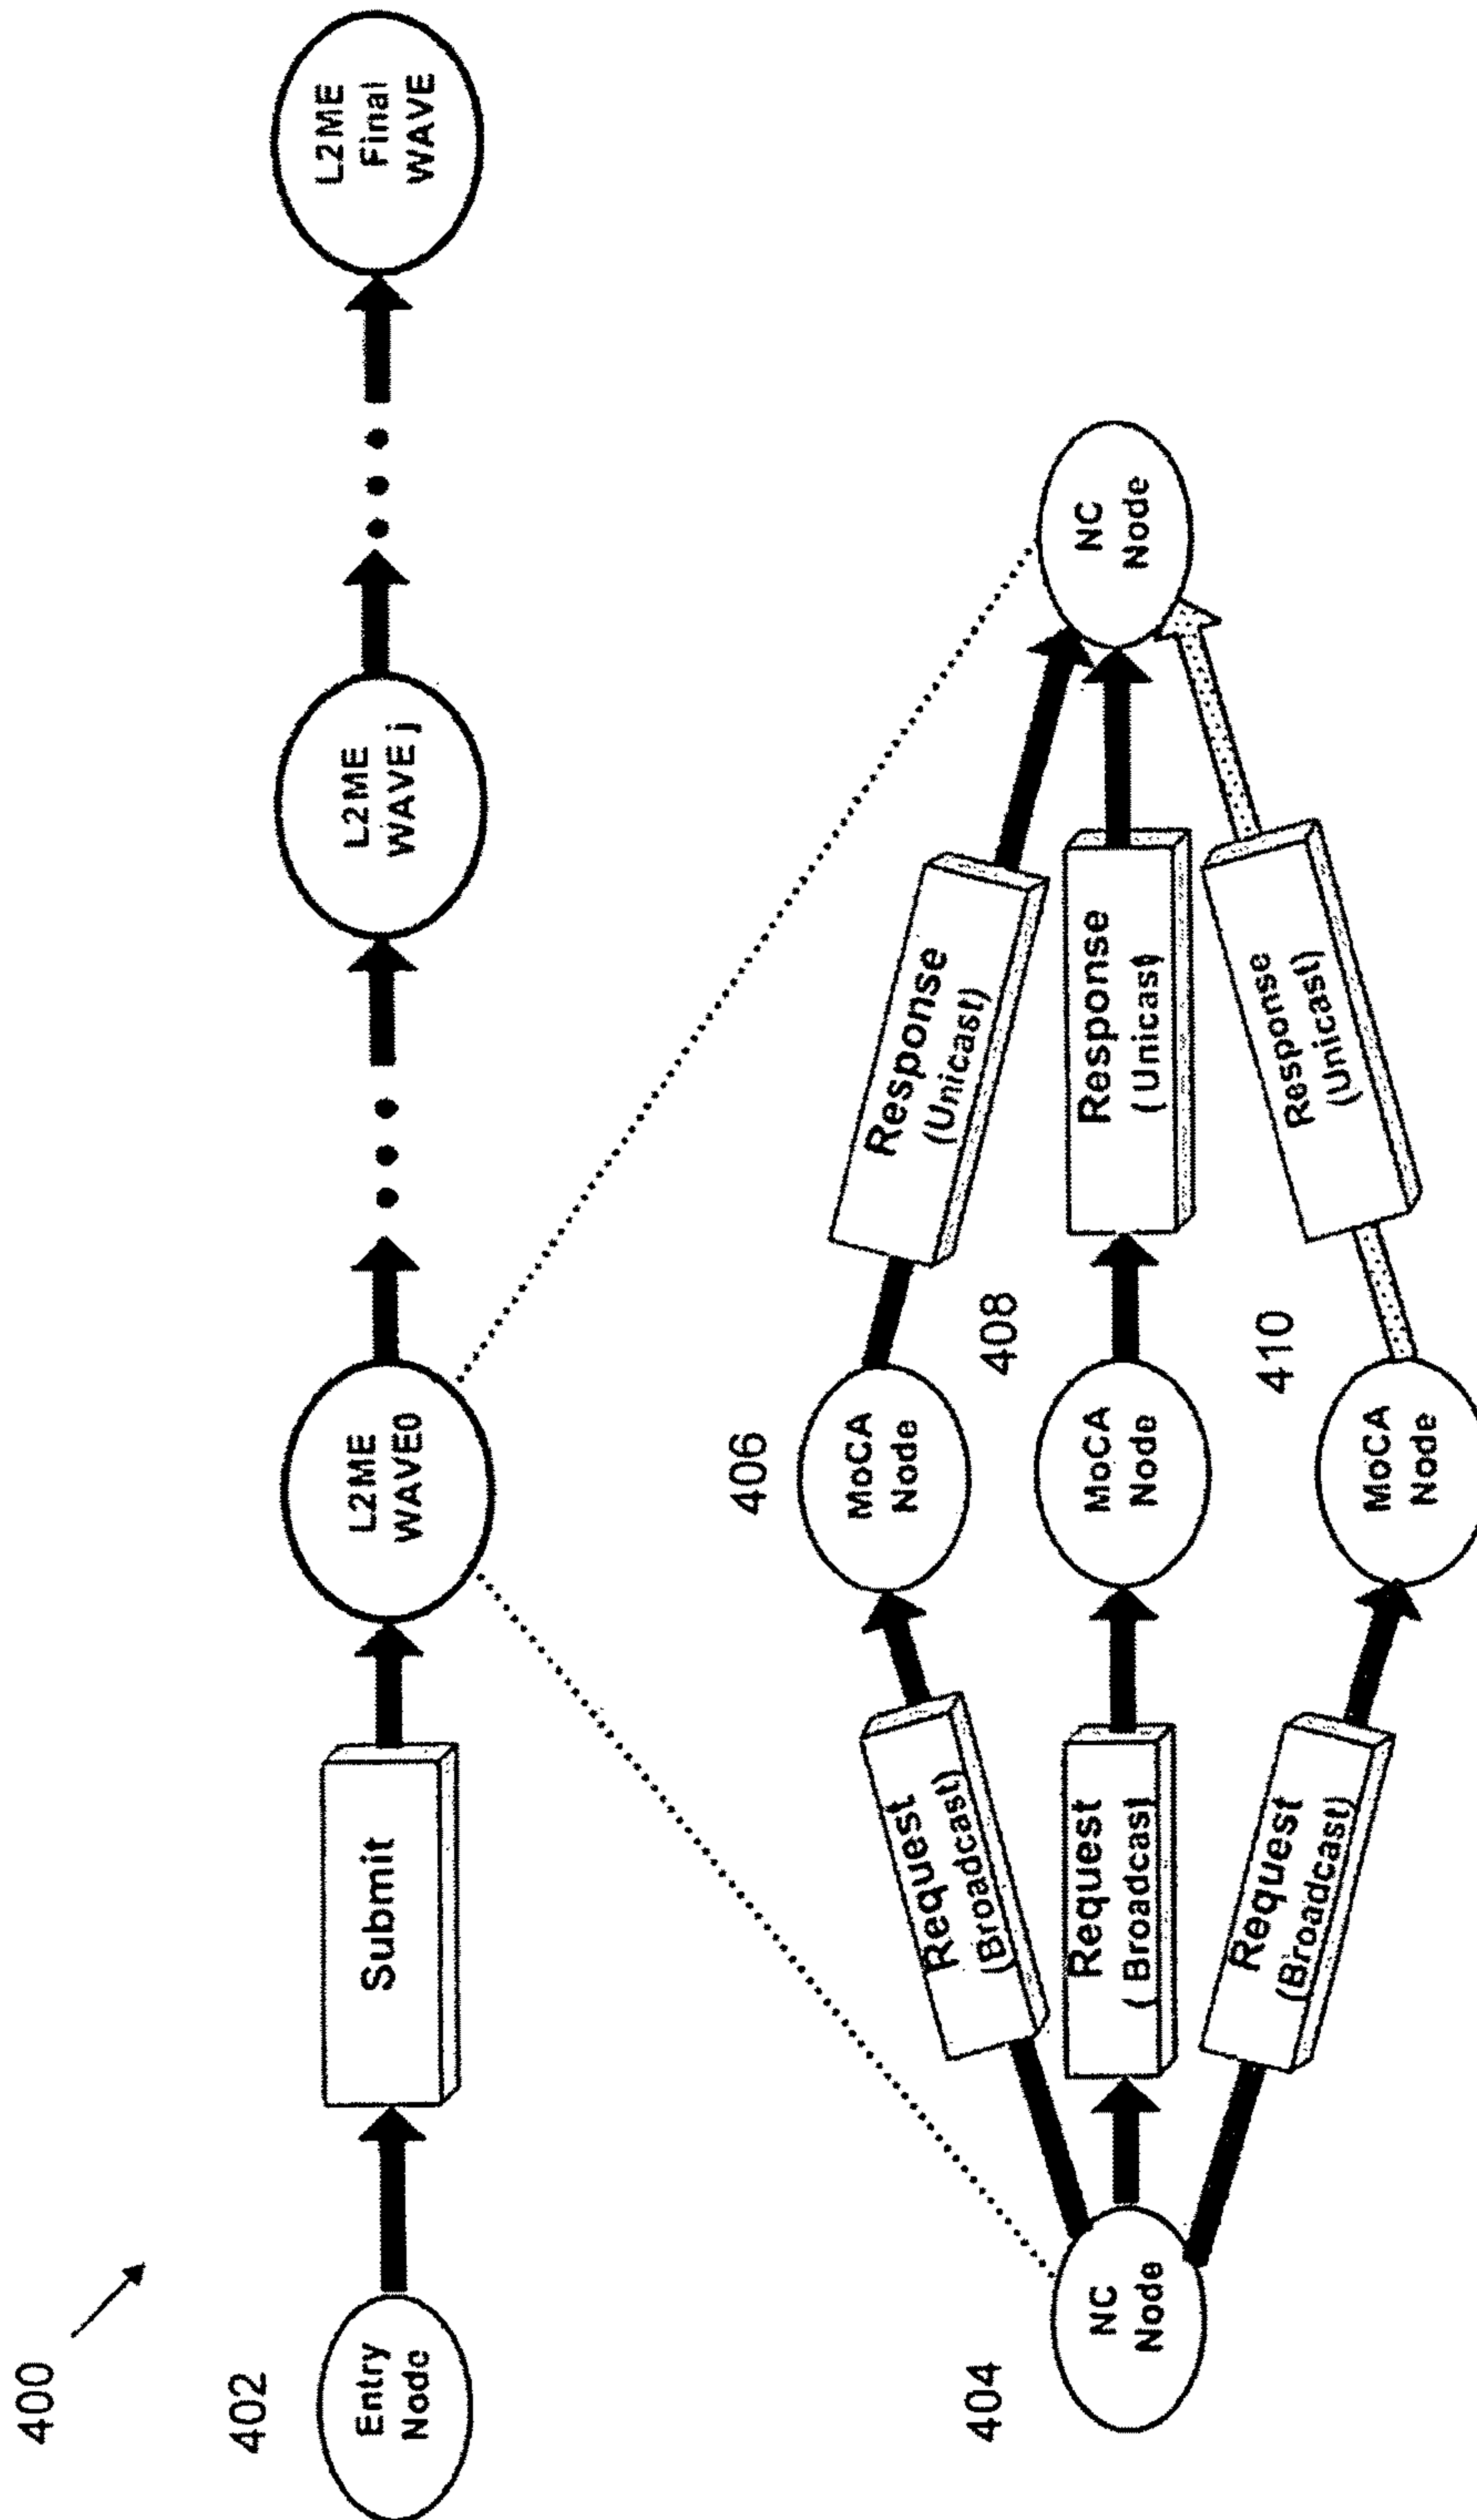 400
402
Entry
Node
Submit
L2ME
WAVE0
L2ME
WAVE j
L2ME
Final
WAVE
404
NC
Node
Request
(Broadcast)
Request
(Broadcast)
Request
(Broadcast)
406
MoCA
Node
408
MoCA
Node
410
MoCA
Node
Response
(Unicast)
Response
(Unicast)
Response
(Unicast)
NC
Node